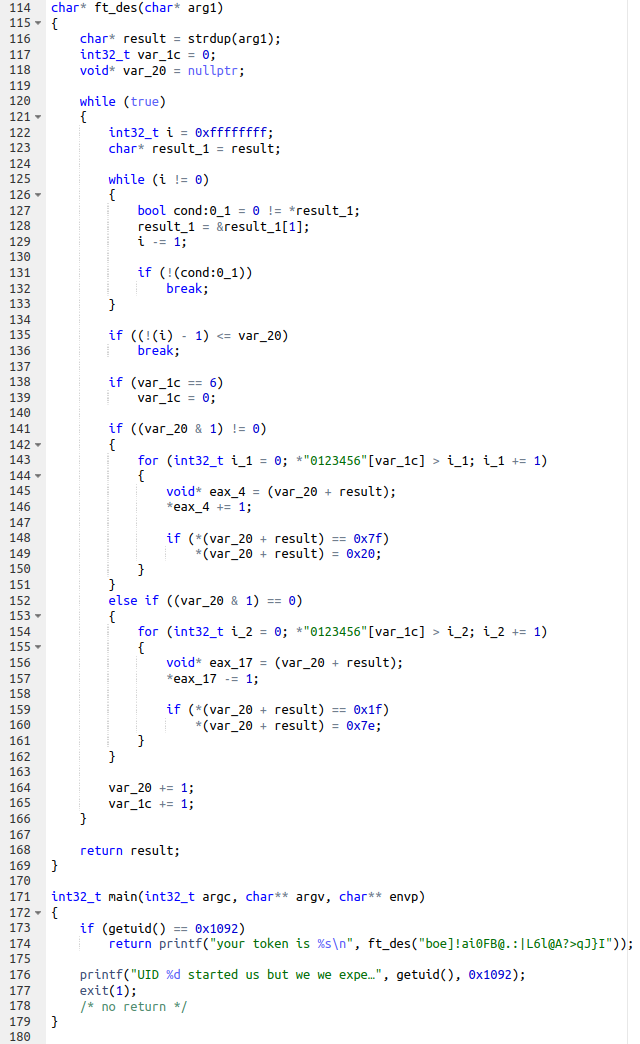 114 char* ft_des(char* arg1)
115 {
116     char* result = strdup(arg1);
117     int32_t var_1c = 0;
118     void* var_20 = nullptr;
119
120     while (true)
121     {
122         int32_t i = 0xffffffff;
123         char* result_1 = result;
124
125         while (i != 0)
126         {
127             bool cond:0_1 = 0 != *result_1;
128             result_1 = &result_1[1];
129             i -= 1;
130
131             if (!(cond:0_1))
132                 break;
133         }
134
135         if ((!(i) - 1) <= var_20)
136             break;
137
138         if (var_1c == 6)
139             var_1c = 0;
140
141         if ((var_20 & 1) != 0)
142         {
143             for (int32_t i_1 = 0; *"0123456"[var_1c] > i_1; i_1 += 1)
144             {
145                 void* eax_4 = (var_20 + result);
146                 *eax_4 += 1;
147
148                 if (*(var_20 + result) == 0x7f)
149                     *(var_20 + result) = 0x20;
150             }
151         }
152         else if ((var_20 & 1) == 0)
153         {
154             for (int32_t i_2 = 0; *"0123456"[var_1c] > i_2; i_2 += 1)
155             {
156                 void* eax_17 = (var_20 + result);
157                 *eax_17 -= 1;
158
159                 if (*(var_20 + result) == 0x1f)
160                     *(var_20 + result) = 0x7e;
161             }
162         }
163
164         var_20 += 1;
165         var_1c += 1;
166     }
167
168     return result;
169 }
170
171 int32_t main(int32_t argc, char** argv, char** envp)
172 {
173     if (getuid() == 0x1092)
174         return printf("your token is %s\n", ft_des("boe]!ai0FB@.:|L6l@A?>qJ}I"));
175
176     printf("UID %d started us but we we expe…", getuid(), 0x1092);
177     exit(1);
178     /* no return */
179 }
180